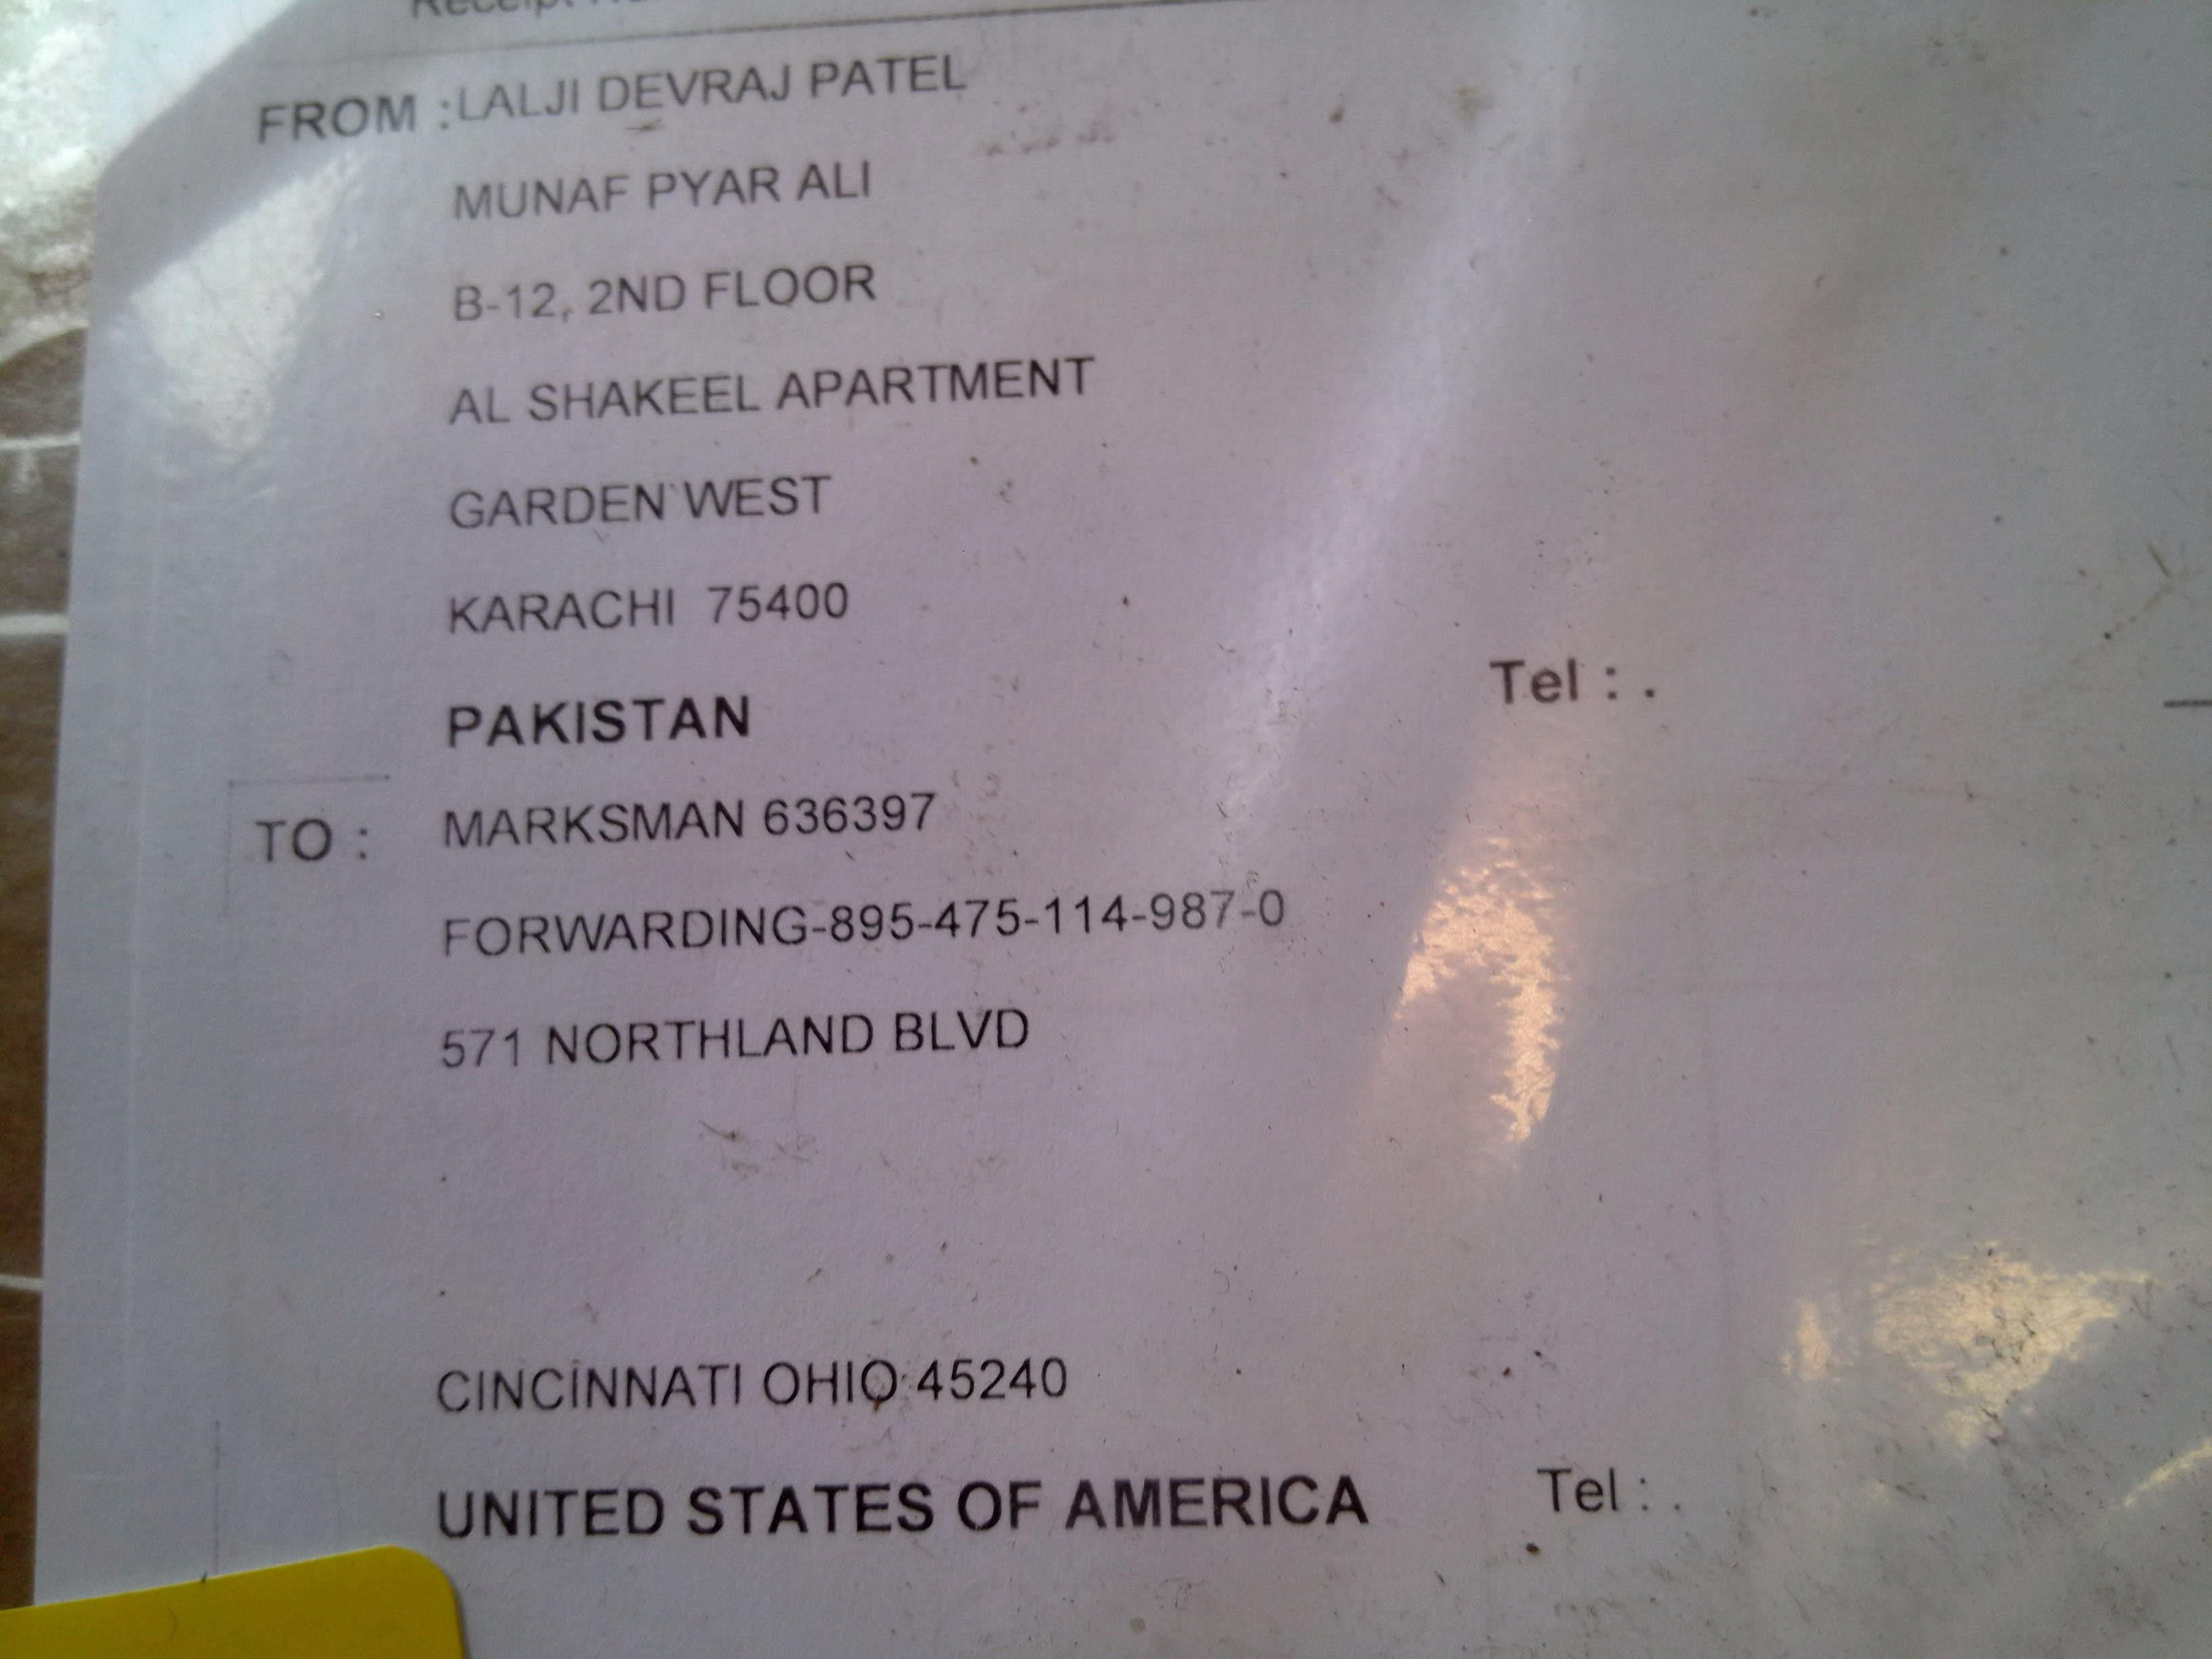 Receipt
FROM :LALJI DEVRAJ PATEL
MUNAF PYAR ALI
B-12, 2ND FLOOR
AL SHAKEEL APARTMENT
GARDEN WEST
KARACHI 75400
PAKISTAN Tel : .
TO : MARKSMAN 636397
FORWARDING-895-475-114-987-0
571 NORTHLAND BLVD
CINCINNATI OHIO 45240
UNITED STATES OF AMERICA Tel : .